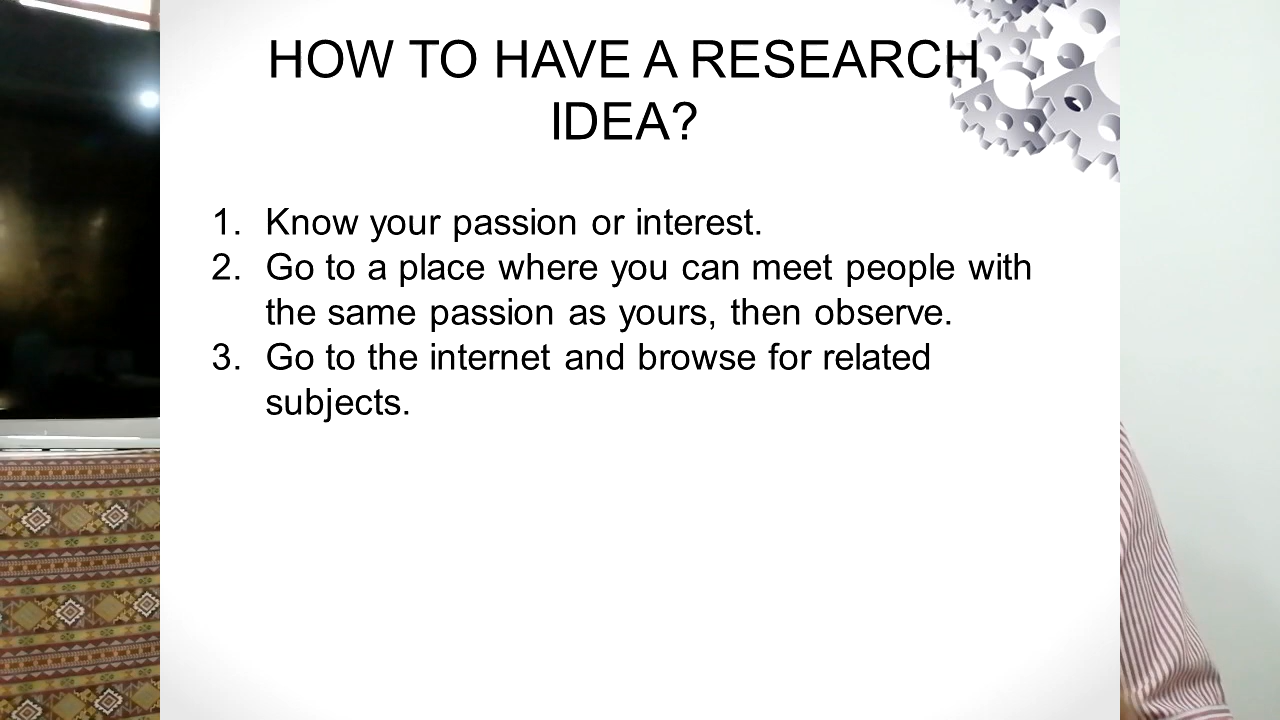 HOW TO HAVE A RESEARCH
IDEA?
1. Know your passion or interest.
2. Go to a place where you can meet people with
the same passion as yours, then observe.
3. Go to the internet and browse for related
subjects.